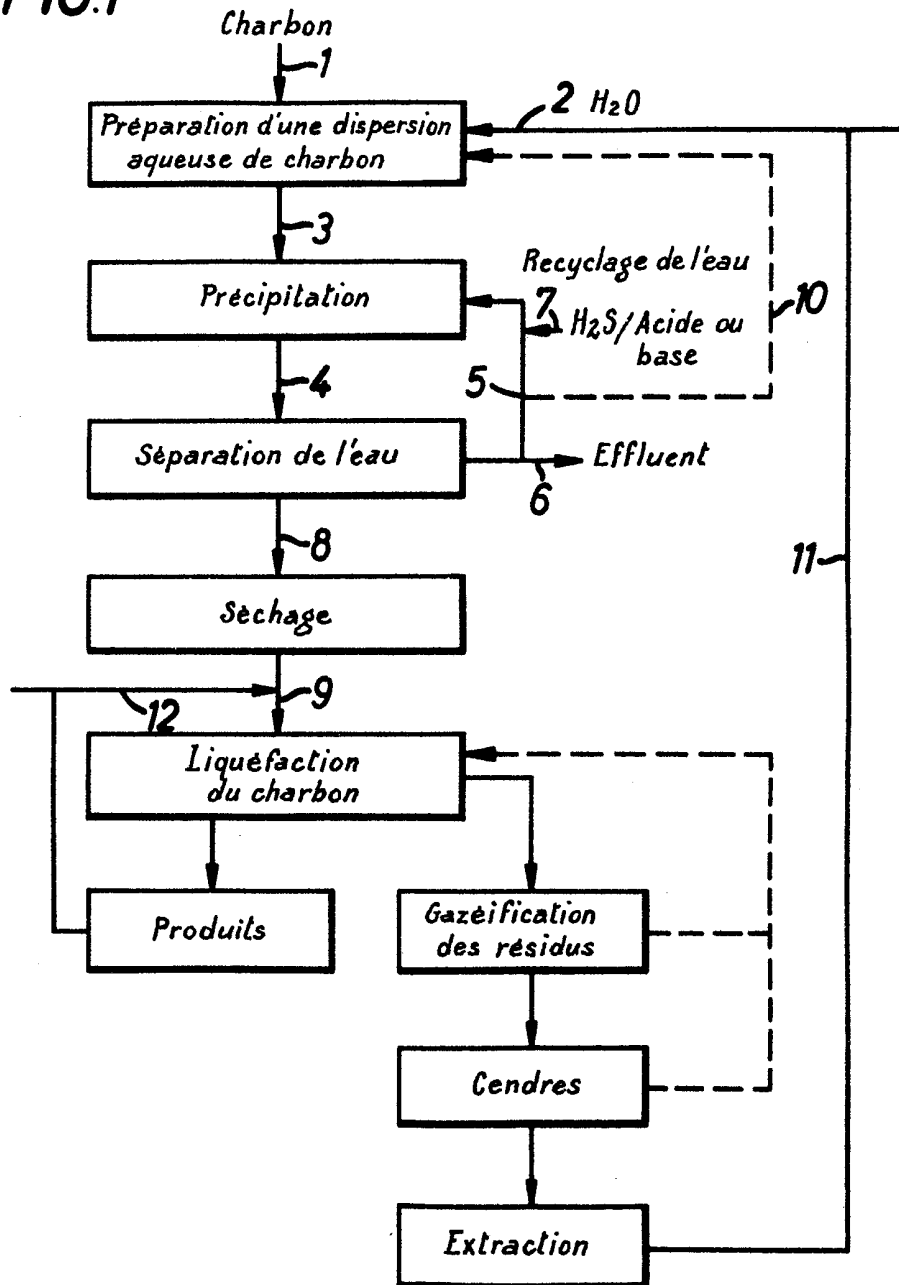 FIG.1
Charbon
1
2 H₂O
Préparation d'une dispersion
aqueuse de charbon
3
Recyclage de l'eau
Précipitation
7 H₂S/Acide ou
base
10
4
5
Séparation de l'eau
Effluent
6
8
11
Séchage
9
12
Liquéfaction
du charbon
Produits
Gazéification
des résidus
Cendres
Extraction